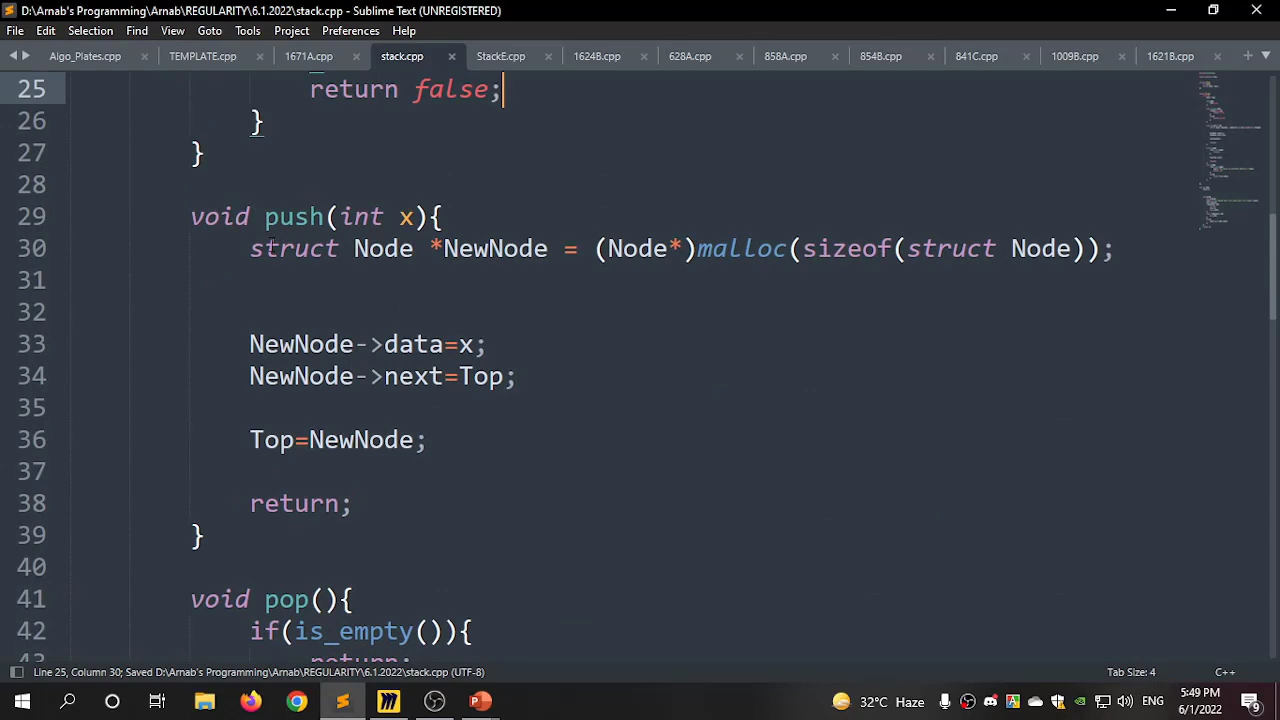 D:\Arnab's Programming\Arnab\REGULARITY\6.1.2022\stack.cpp - Sublime Text (UNREGISTERED)
File Edit Selection Find View Goto Tools Project Preferences Help
Algo_Plates.cpp TEMPLATE.cpp 1671A.cpp stack.cpp StackE.cpp 1624B.cpp 628A.cpp 858A.cpp 854B.cpp 841C.cpp 1009B.cpp 1621B.cpp
25 return false;
26 }
27 }
28
29 void push(int x){
30 struct Node *NewNode = (Node*)malloc(sizeof(struct Node));
31
32
33 NewNode->data=x;
34 NewNode->next=Top;
35
36 Top=NewNode;
37
38 return;
39 }
40
41 void pop(){
42 if(is_empty()){
43 return;
Line 25, Column 30; Saved D:\Arnab's Programming\Arnab\REGULARITY\6.1.2022\stack.cpp (UTF-8) Tab Size: 4 C++
32°C Haze ENG 3:49 PM
6/1/2022 9